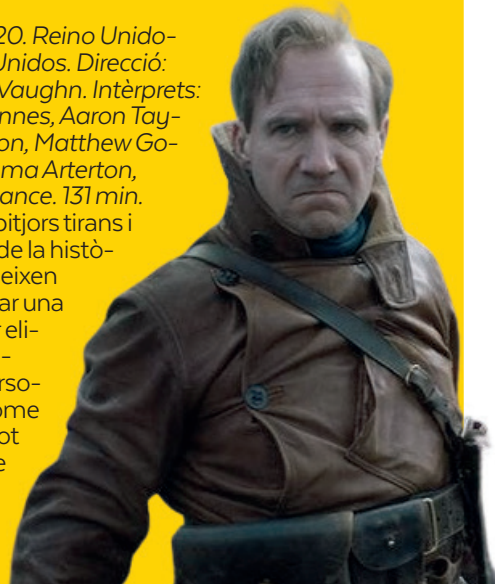 20. Reino Unido-
Unidos. Direcció:
Vaughn. Intèrprets:
nnes, Aaron Tay-
on, Matthew Go-
ma Arterton,
ance. 131 min.
pitjors tirans i
de la histò-
eixen
ar una
r eli-
-
rso-
ome
ot
e